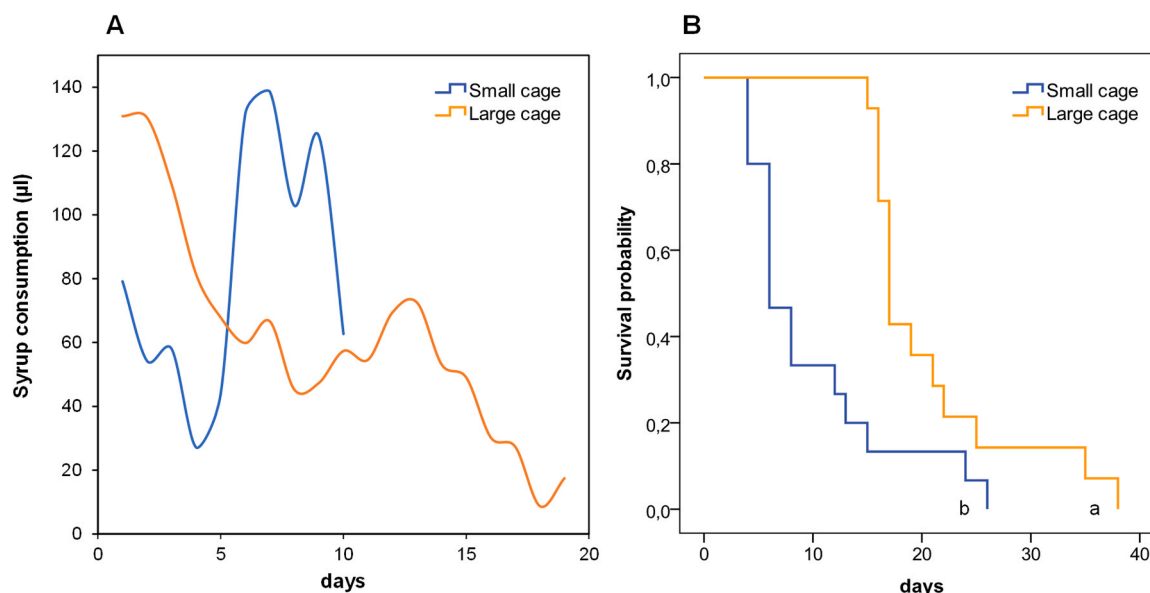 A
Syrup consumption (µl)
140
120
100
80
60
40
20
0
0 5 10 15 20
days
Small cage
Large cage
B
Survival probability
1,0
0,8
0,6
0,4
0,2
0,0
0 10 20 30 40
days
Small cage
Large cage
b a